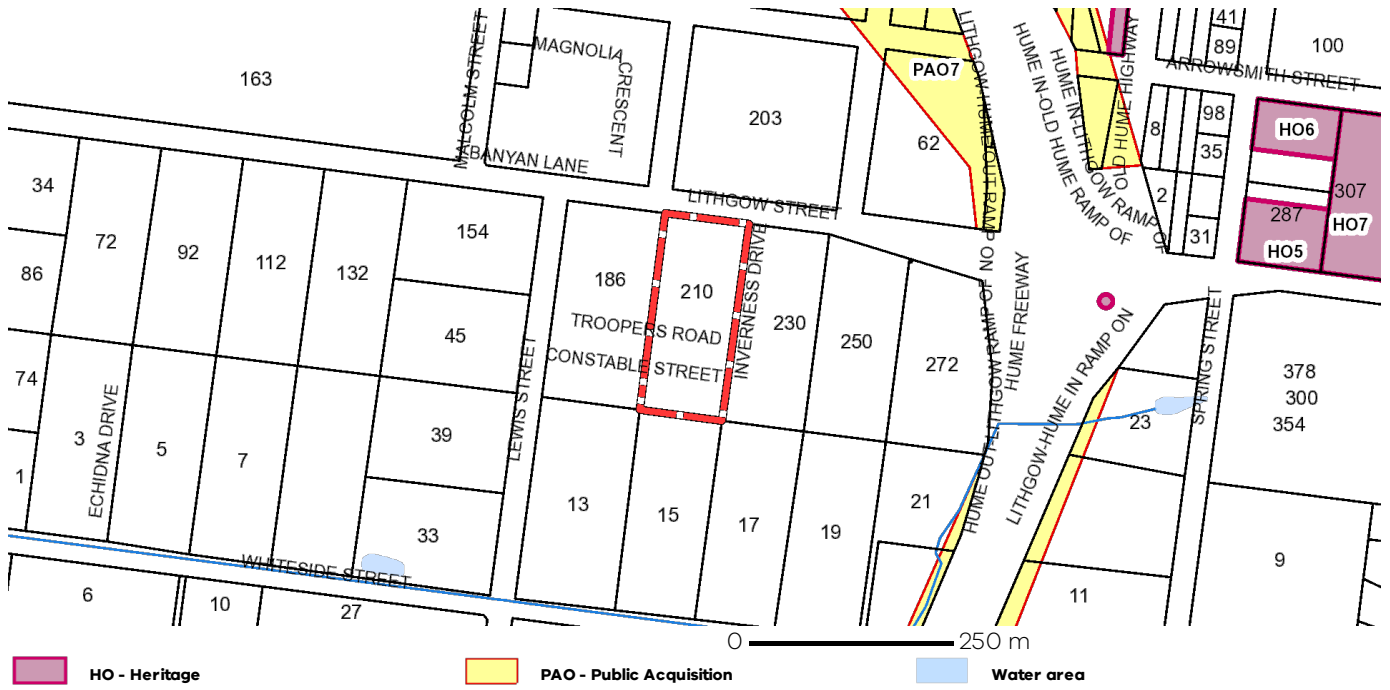 163
MALCOLM STREET
MAGNOLIA
CRESCENT
BANYAN LANE
203
PAO7
62
LITHGOW-HUME OUT RAMP ON
HUME IN-OLD HUME RAMP OF
HUME IN-LITHGOW RAMP OF
OLD HUME HIGHWAY
41
89
100
ARROWSMITH STREET
98
8
35
HO6
2
31
307
287
HO7
HO5
34
72
92
112
132
154
86
LITHGOW STREET
186
210
INVERNESS DRIVE
230
250
272
TROOPERS ROAD
CONSTABLE STREET
45
LEWIS STREET
HUME OUT-LITHGOW RAMP OF
HUME FREEWAY
LITHGOW-HUME IN RAMP ON
SPRING STREET
378
300
354
23
74
3
ECHIDNA DRIVE
5
7
39
1
33
13
15
17
19
21
9
11
WHITESIDE STREET
6
10
27
0 250 m
HO - Heritage
PAO - Public Acquisition
Water area